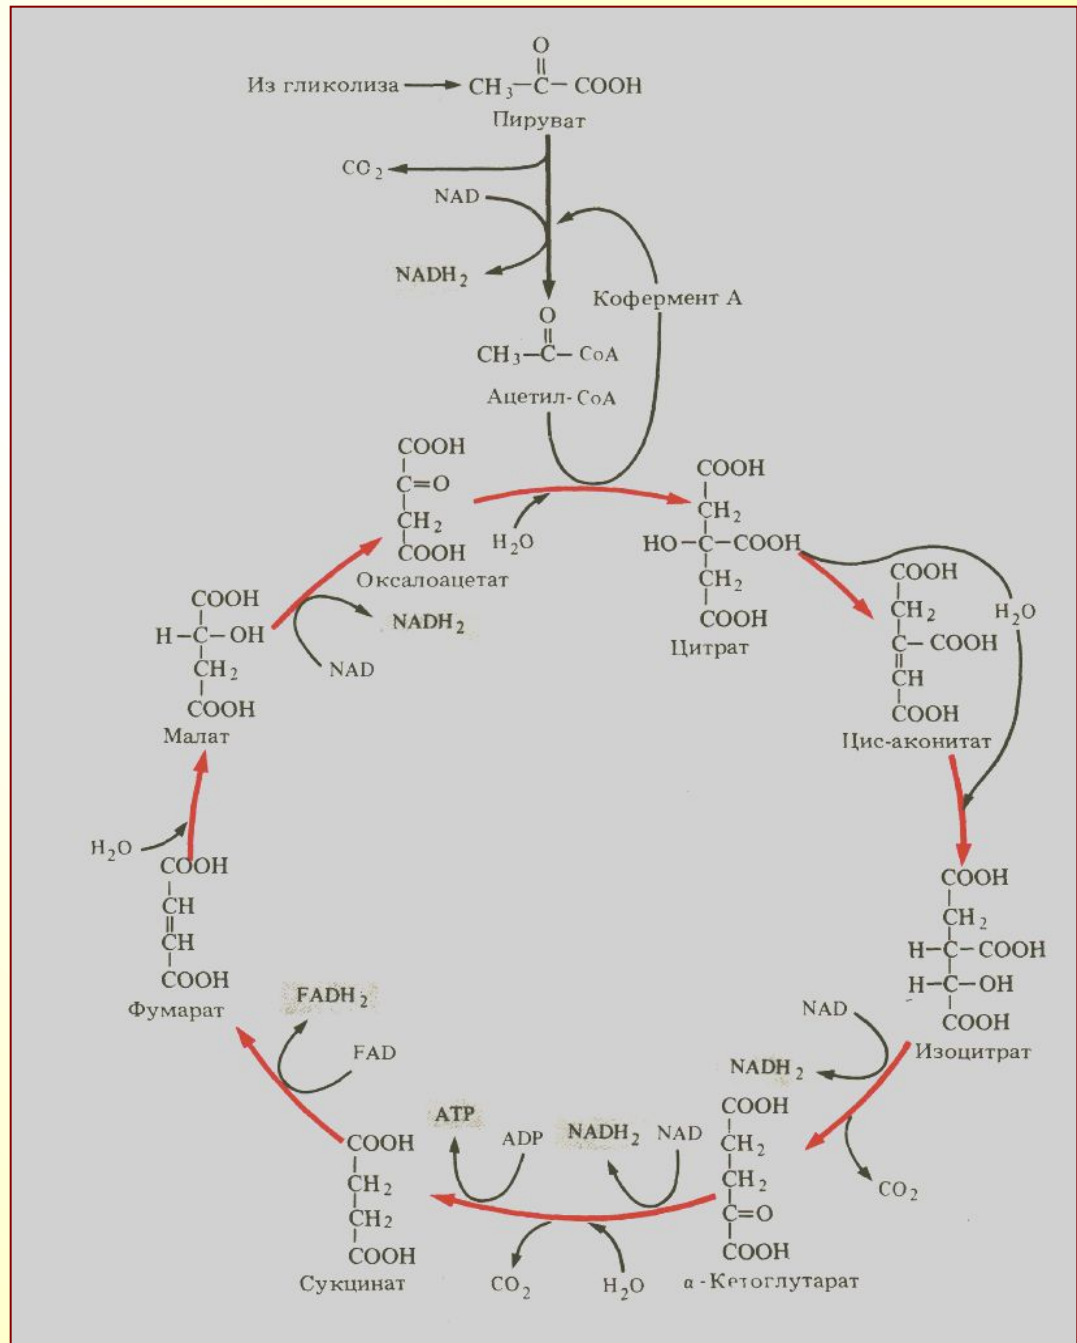 O
Из гликолиза
CH3—C—COOH
Пируват
CO2
NAD
NADH2
Кофермент А
O
CH3—C—CoA
Ацетил-CoA
COOH
C=O
CH2
COOH
Оксалоацетат
H2O
COOH
CH2
HO—C—COOH
CH2
COOH
Цитрат
H2O
COOH
CH2
C—COOH
CH
COOH
Цис-аконитат
COOH
CH2
H—C—COOH
H—C—OH
COOH
Изоцитрат
NAD
NADH2
CO2
COOH
CH2
CH2
C=O
COOH
α-Кетоглутарат
NAD
NADH2
H2O
CO2
ADP
ATP
COOH
CH2
CH2
COOH
Сукцинат
FAD
FADH2
COOH
CH
CH
COOH
Фумарат
H2O
COOH
H—C—OH
CH2
COOH
Малат
NAD
NADH2